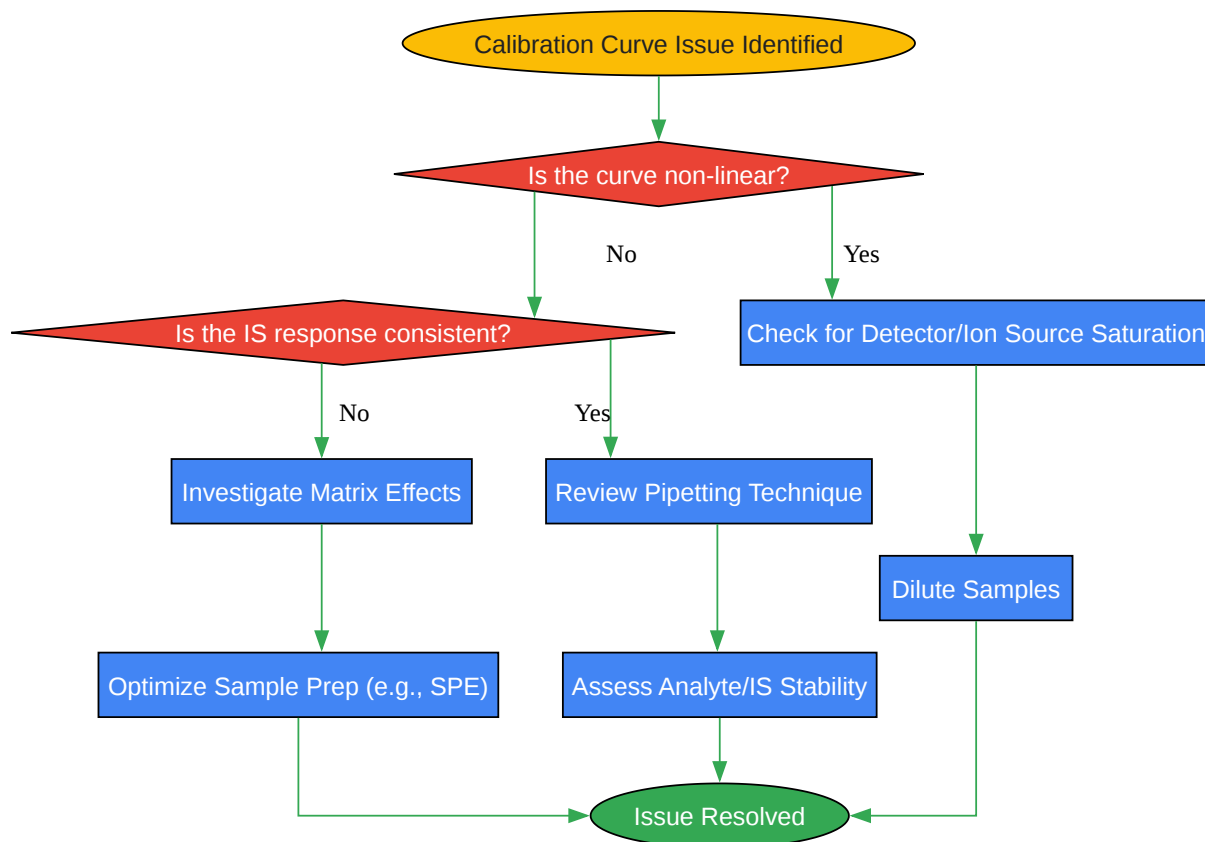 Calibration Curve Issue Identified
Is the curve non-linear?
No
Yes
Is the IS response consistent?
Check for Detector/Ion Source Saturation
No
Yes
Investigate Matrix Effects
Review Pipetting Technique
Dilute Samples
Optimize Sample Prep (e.g., SPE)
Assess Analyte/IS Stability
Issue Resolved